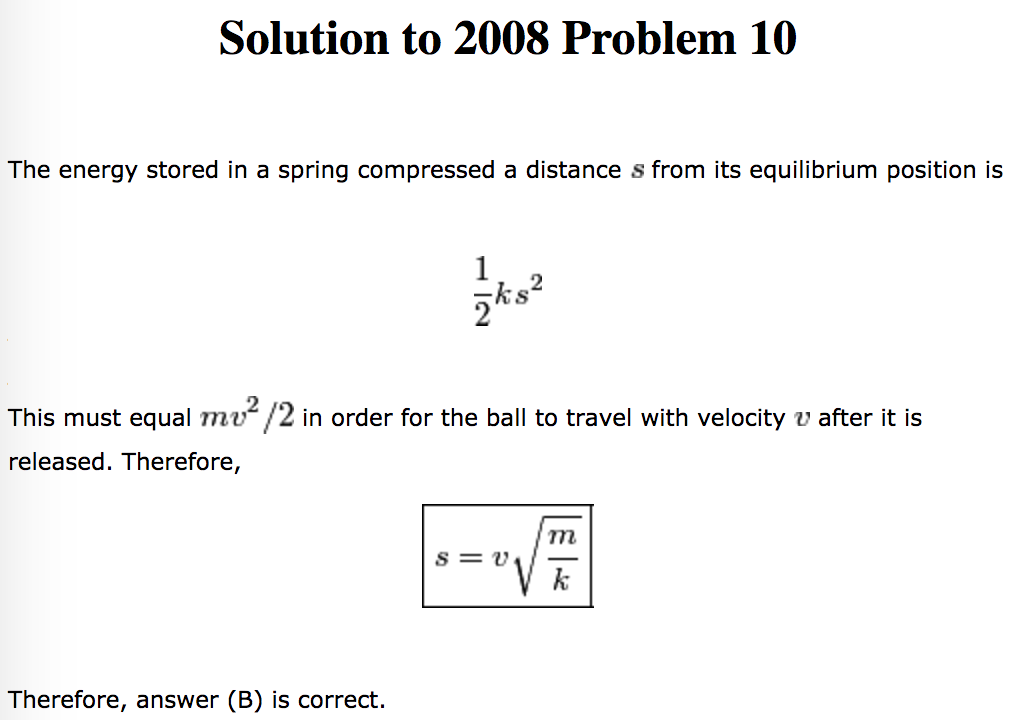 Solution to 2008 Problem 10
The energy stored in a spring compressed a distance s from its equilibrium position is
\frac{1}{2}ks^2
This must equal mv^2/2 in order for the ball to travel with velocity v after it is
released. Therefore,
s = v\sqrt{\frac{m}{k}}
Therefore, answer (B) is correct.